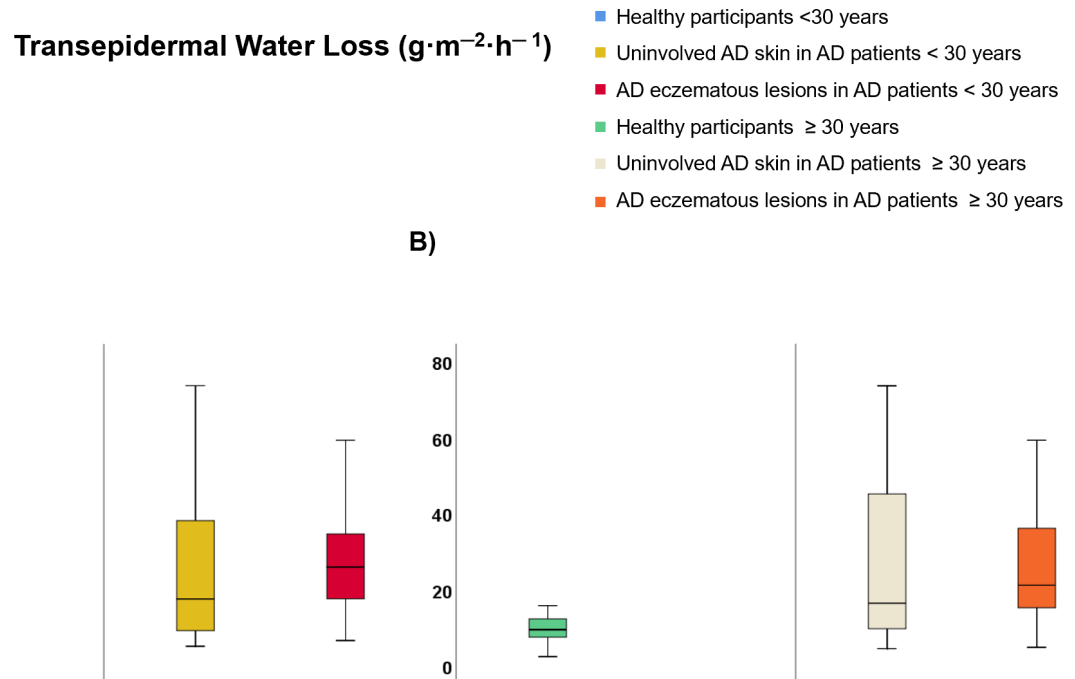 Transepidermal Water Loss (g·m⁻²·h⁻ ¹)
Healthy participants <30 years
Uninvolved AD skin in AD patients < 30 years
AD eczematous lesions in AD patients < 30 years
Healthy participants ≥ 30 years
Uninvolved AD skin in AD patients ≥ 30 years
AD eczematous lesions in AD patients ≥ 30 years
B)
80
60
40
20
0